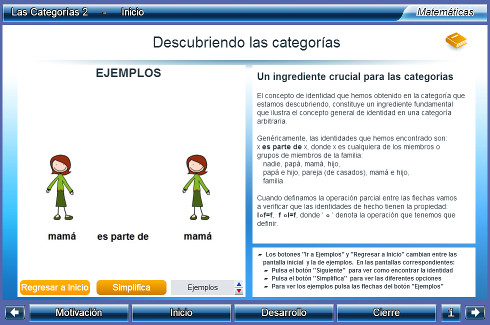 Las Categorías 2 - Inicio
Matemáticas
Descubriendo las categorías
EJEMPLOS
mamá es parte de mamá
Regresar a Inicio Simplifica Ejemplos
Un ingrediente crucial para las categorias
El concepto de identidad que hemos obtenido en la categoría que
estamos descubriendo, constituye un ingrediente fundamental
que ilustra el concepto general de identidad en una categoría
arbitraria.
Genéricamente, las identidades que hemos encontrado son:
x es parte de x, donde x es cualquiera de los miembros o
grupos de miembros de la familia:
nadie, papá, mamá, hijo,
papá e hijo, pareja (de casados), mamá e hijo,
familia
Cuando definamos la operación parcial entre las flechas vamos
a verificar que las identidades de hecho tienen la propiedad:
I∘f=f, f ∘I=f, donde ' ∘ ' denota la operación que tenemos que
definir.
Los botones "Ir a Ejemplos" y "Regresar a Inicio" cambian entre las
pantalla inicial y la de ejemplos. En las pantallas correspondientes:
Pulsa el botón "Siguiente" para ver como encontrar la identidad
Pulsa el botón "Simplifica" para ver las diferentes opciones
Para ver los ejemplos pulsa las flechas del botón "Ejemplos"
Motivación Inicio Desarrollo Cierre i